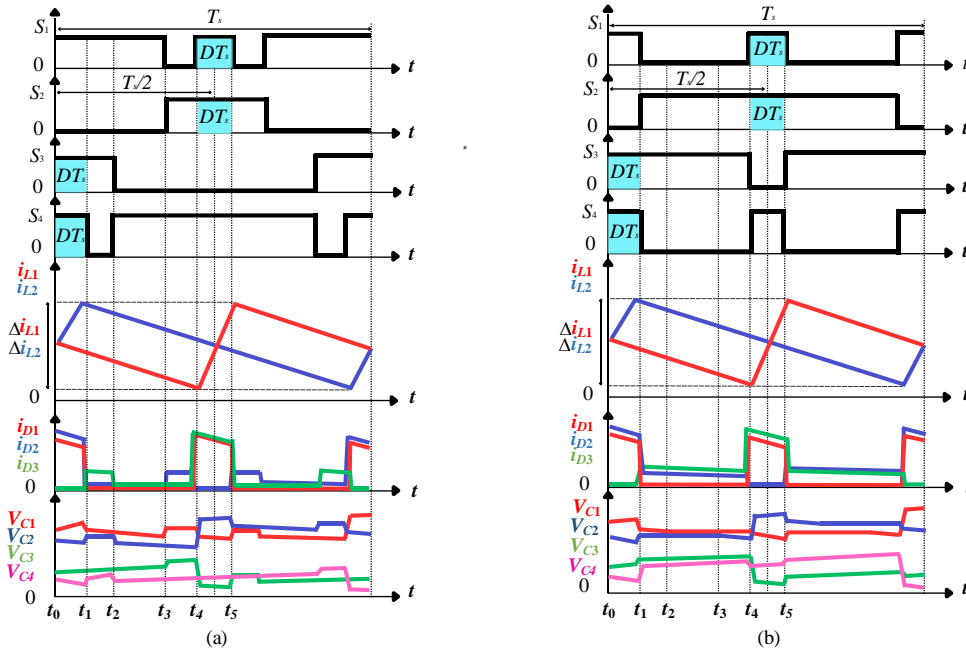 S1
Ts
DTs
0
t
S2
Ts/2
DTs
0
t
S3
DTs
0
t
S4
DTs
0
t
iL1
iL2
ΔiL1
ΔiL2
0
t
iD1
iD2
iD3
0
t
VC1
VC2
VC3
VC4
0
t
t0 t1 t2 t3 t4 t5
(a)
S1
Ts
DTs
0
t
S2
Ts/2
DTs
0
t
S3
DTs
0
t
S4
DTs
0
t
iL1
iL2
ΔiL1
ΔiL2
0
t
iD1
iD2
iD3
0
VC1
VC2
VC3
VC4
0
t
t0 t1 t2 t3 t4 t5
(b)